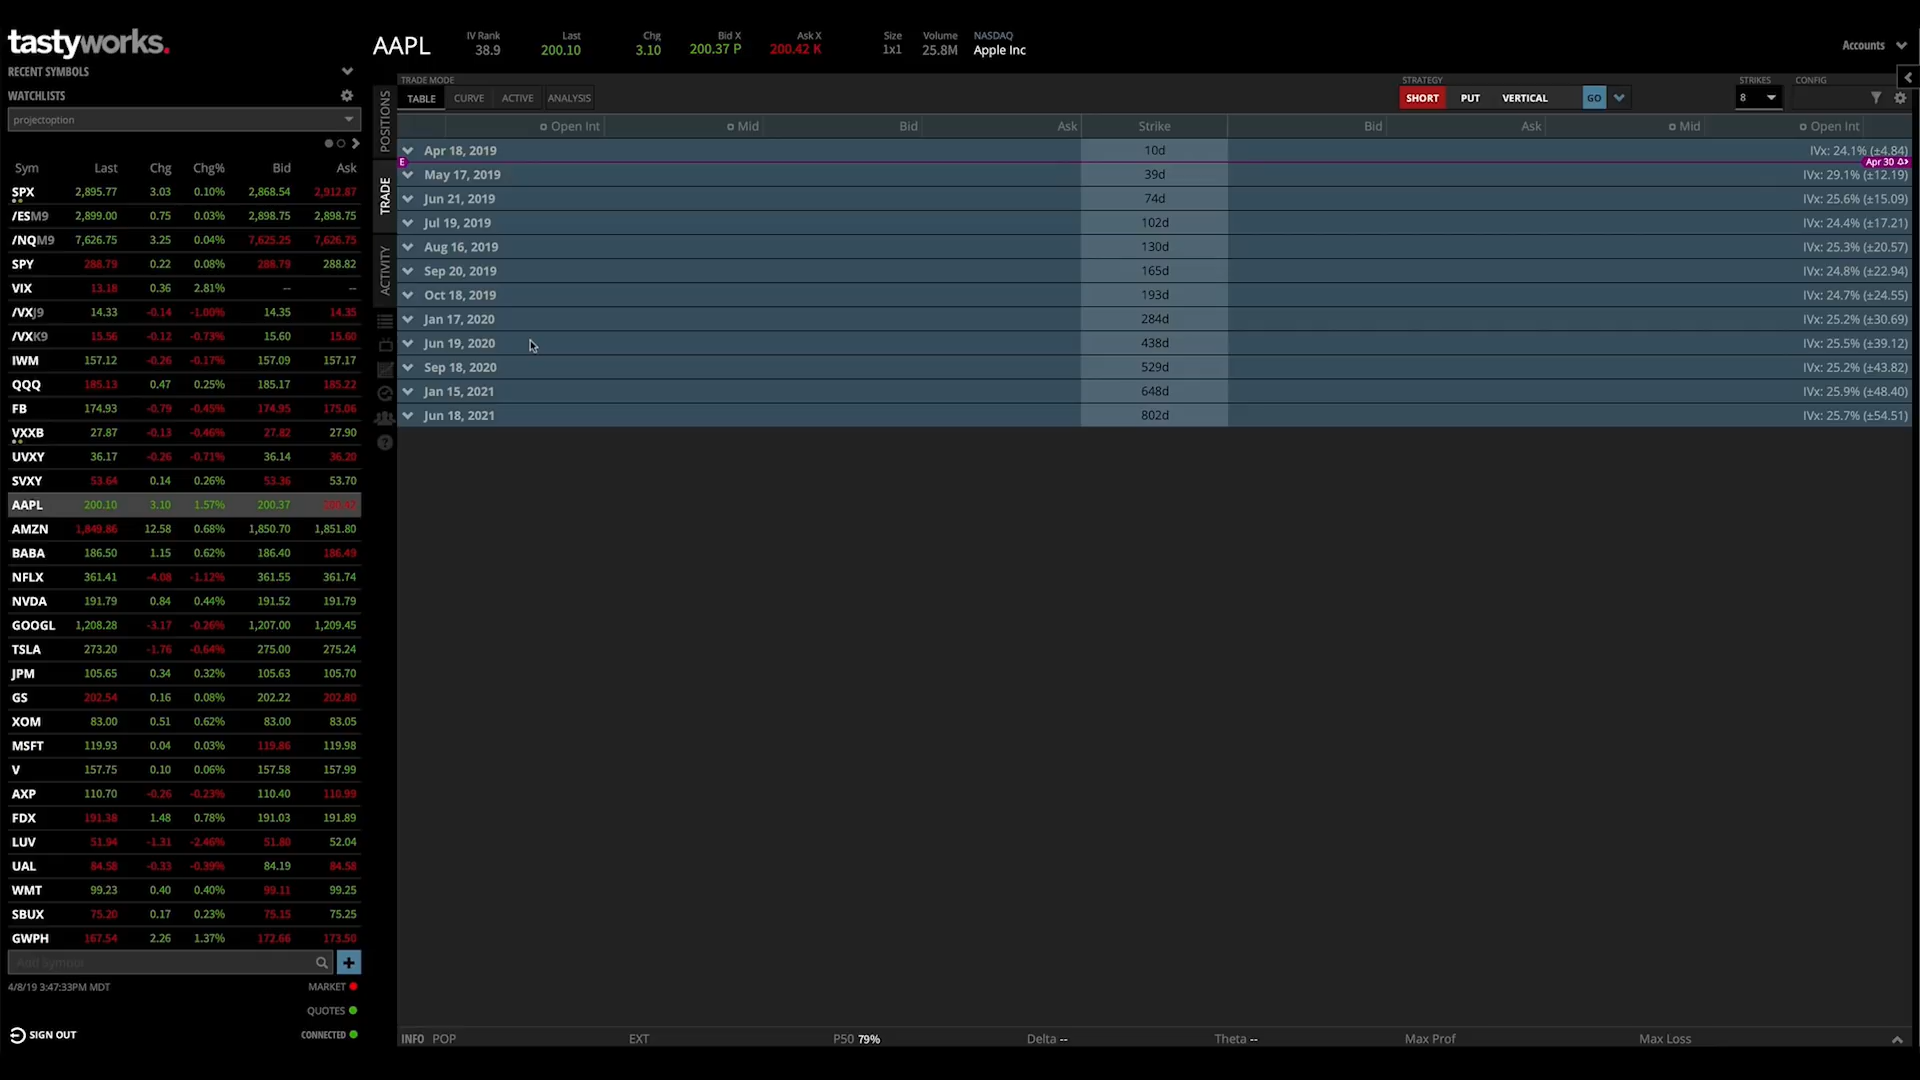 tastyworks.
RECENT SYMBOLS
WATCHLISTS
projectoption
Sym Last Chg Chg% Bid Ask
SPX 2,895.77 3.03 0.10% 2,868.54 2,912.87
/ESM9 2,899.00 0.75 0.03% 2,898.75 2,898.75
/NQM9 7,626.75 3.25 0.04% 7,625.25 7,626.75
SPY 288.79 0.22 0.08% 288.79 288.82
VIX 13.18 0.36 2.81% -- --
/VXJ9 14.33 -0.14 -1.00% 14.35 14.35
/VXK9 15.56 -0.12 -0.73% 15.60 15.60
IWM 157.12 -0.26 -0.17% 157.09 157.17
QQQ 185.13 0.47 0.25% 185.17 185.22
FB 174.93 -0.79 -0.45% 174.95 175.06
VXXB 27.87 -0.13 -0.46% 27.82 27.90
UVXY 36.17 -0.26 -0.71% 36.14 36.20
SVXY 53.64 0.14 0.26% 53.36 53.70
AAPL 200.10 3.10 1.57% 200.37 200.42
AMZN 1,849.86 12.58 0.68% 1,850.70 1,851.80
BABA 186.50 1.15 0.62% 186.40 186.49
NFLX 361.41 -4.08 -1.12% 361.55 361.74
NVDA 191.79 0.84 0.44% 191.52 191.79
GOOGL 1,208.28 -3.17 -0.26% 1,207.00 1,209.45
TSLA 273.20 -1.76 -0.64% 275.00 275.24
JPM 105.65 0.34 0.32% 105.63 105.70
GS 202.54 0.16 0.08% 202.22 202.80
XOM 83.00 0.51 0.62% 83.00 83.05
MSFT 119.93 0.04 0.03% 119.86 119.98
V 157.75 0.10 0.06% 157.58 157.99
AXP 110.70 -0.26 -0.23% 110.40 110.99
FDX 191.38 1.48 0.78% 191.03 191.89
LUV 51.94 -1.31 -2.46% 51.80 52.04
UAL 84.58 -0.33 -0.39% 84.19 84.58
WMT 99.23 0.40 0.40% 99.11 99.25
SBUX 75.20 0.17 0.23% 75.15 75.25
GWPH 167.54 2.26 1.37% 172.66 173.50
Add Symbol
4/8/19 3:47:33PM MDT MARKET
QUOTES
SIGN OUT CONNECTED
AAPL
IV Rank Last Chg Bid X Ask X Size Volume NASDAQ
38.9 200.10 3.10 200.37 P 200.42 K 1x1 25.8M Apple Inc
Accounts
POSITIONS
TRADE
ACTIVITY
TRADE MODE STRATEGY STRIKES CONFIG
TABLE CURVE ACTIVE ANALYSIS SHORT PUT VERTICAL GO 8
Open Int Mid Bid Ask Strike Bid Ask Mid Open Int
Apr 18, 2019 10d IVx: 24.1% (±4.84)
E Apr 30
May 17, 2019 39d IVx: 29.1% (±12.19)
Jun 21, 2019 74d IVx: 25.6% (±15.09)
Jul 19, 2019 102d IVx: 24.4% (±17.21)
Aug 16, 2019 130d IVx: 25.3% (±20.57)
Sep 20, 2019 165d IVx: 24.8% (±22.94)
Oct 18, 2019 193d IVx: 24.7% (±24.55)
Jan 17, 2020 284d IVx: 25.2% (±30.69)
Jun 19, 2020 438d IVx: 25.5% (±39.12)
Sep 18, 2020 529d IVx: 25.2% (±43.82)
Jan 15, 2021 648d IVx: 25.9% (±48.40)
Jun 18, 2021 802d IVx: 25.7% (±54.51)
INFO POP EXT P50 79% Delta -- Theta -- Max Prof Max Loss